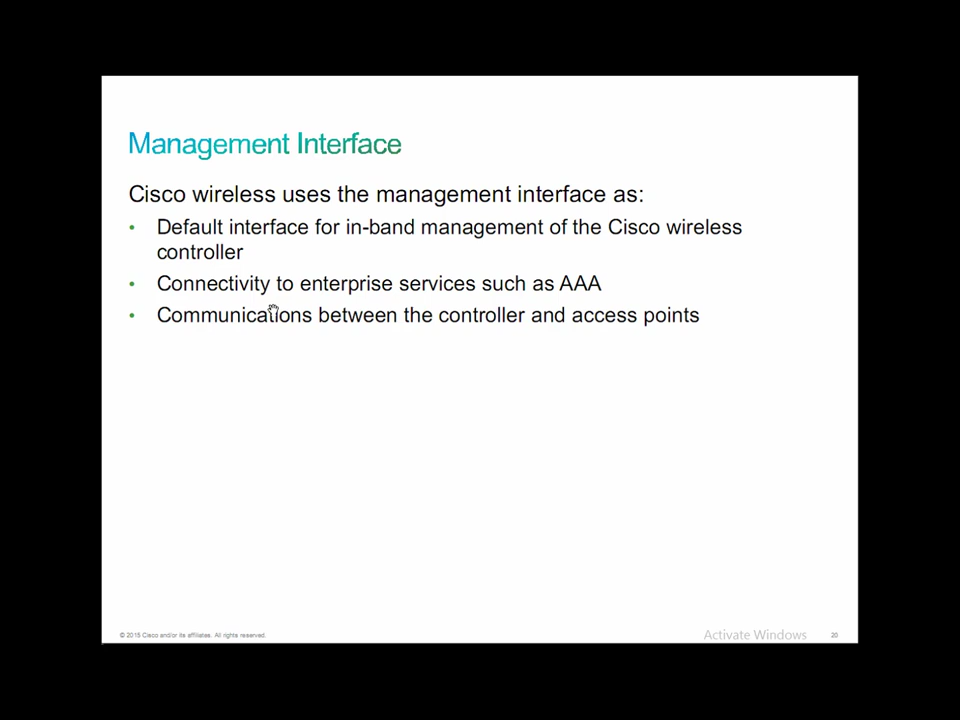 Management Interface
Cisco wireless uses the management interface as:
• Default interface for in-band management of the Cisco wireless
controller
• Connectivity to enterprise services such as AAA
• Communications between the controller and access points
© 2015 Cisco and/or its affiliates. All rights reserved.
Activate Windows
20